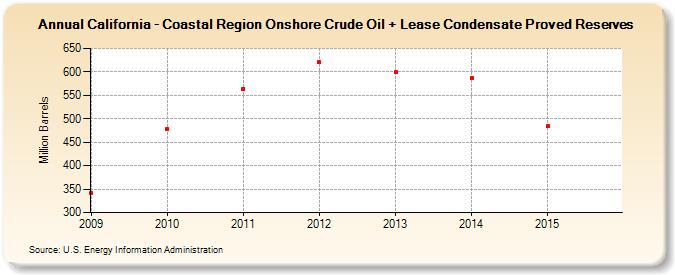 Annual California - Coastal Region Onshore Crude Oil + Lease Condensate Proved Reserves
Million Barrels
650
600
550
500
450
400
350
300
2009 2010 2011 2012 2013 2014 2015
Source: U.S. Energy Information Administration